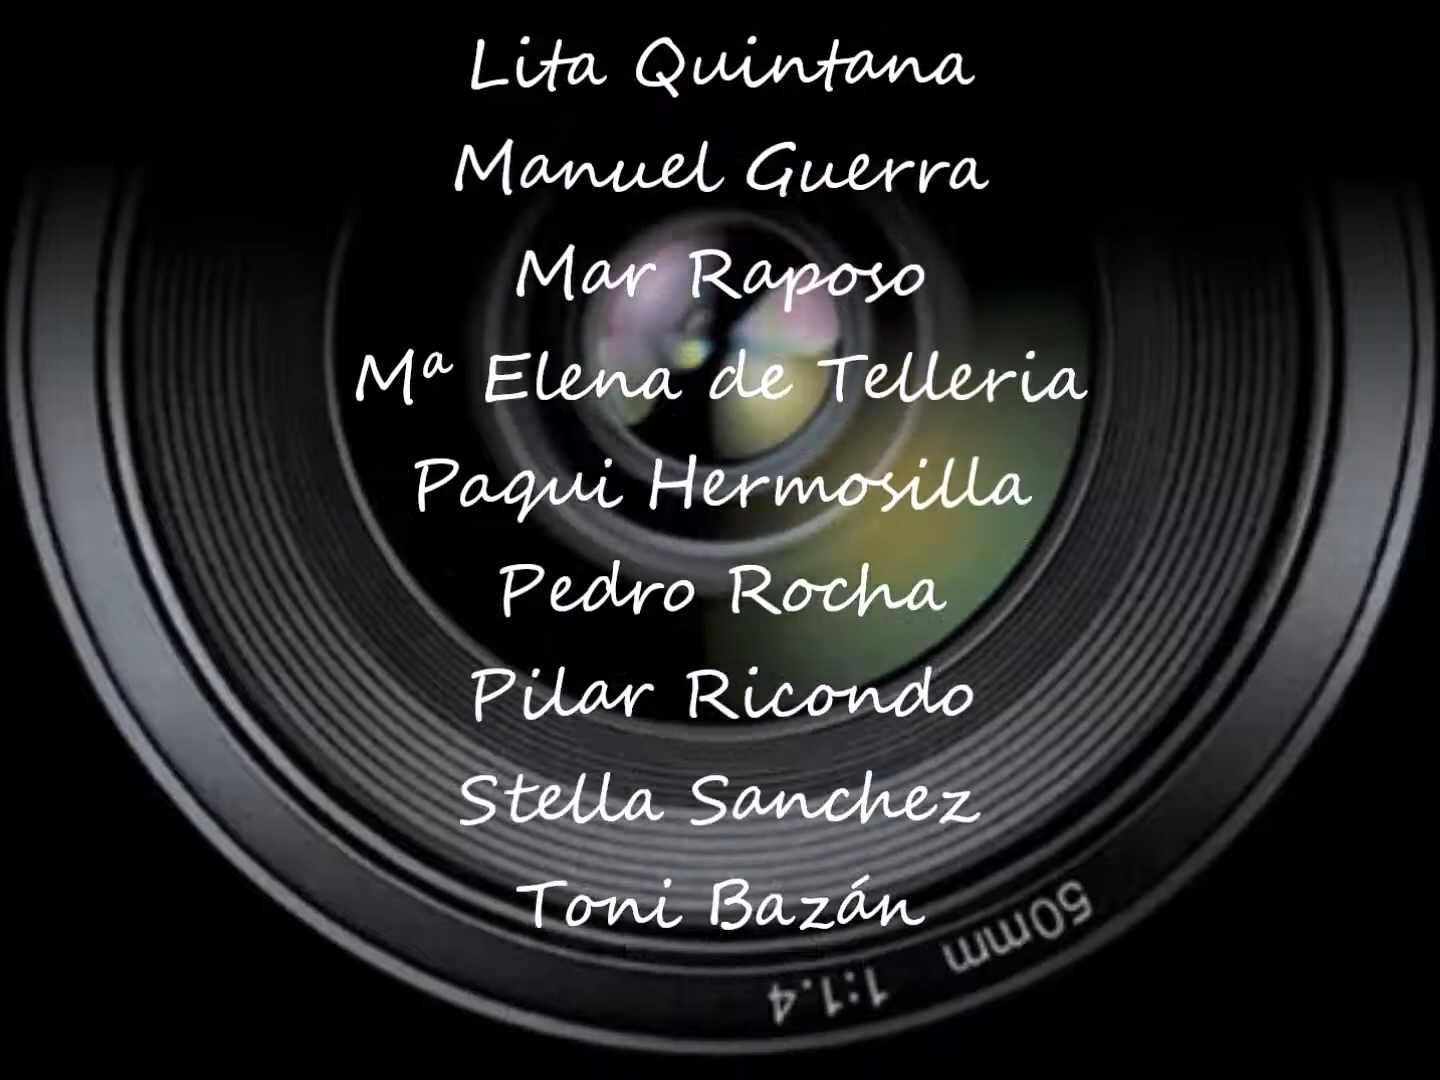 Lita Quintana
Manuel Guerra
Mar Raposo
Mª Elena de Telleria
Paqui Hermosilla
Pedro Rocha
Pilar Ricondo
Stella Sanchez
Toni Bazán
1:1.4 50mm